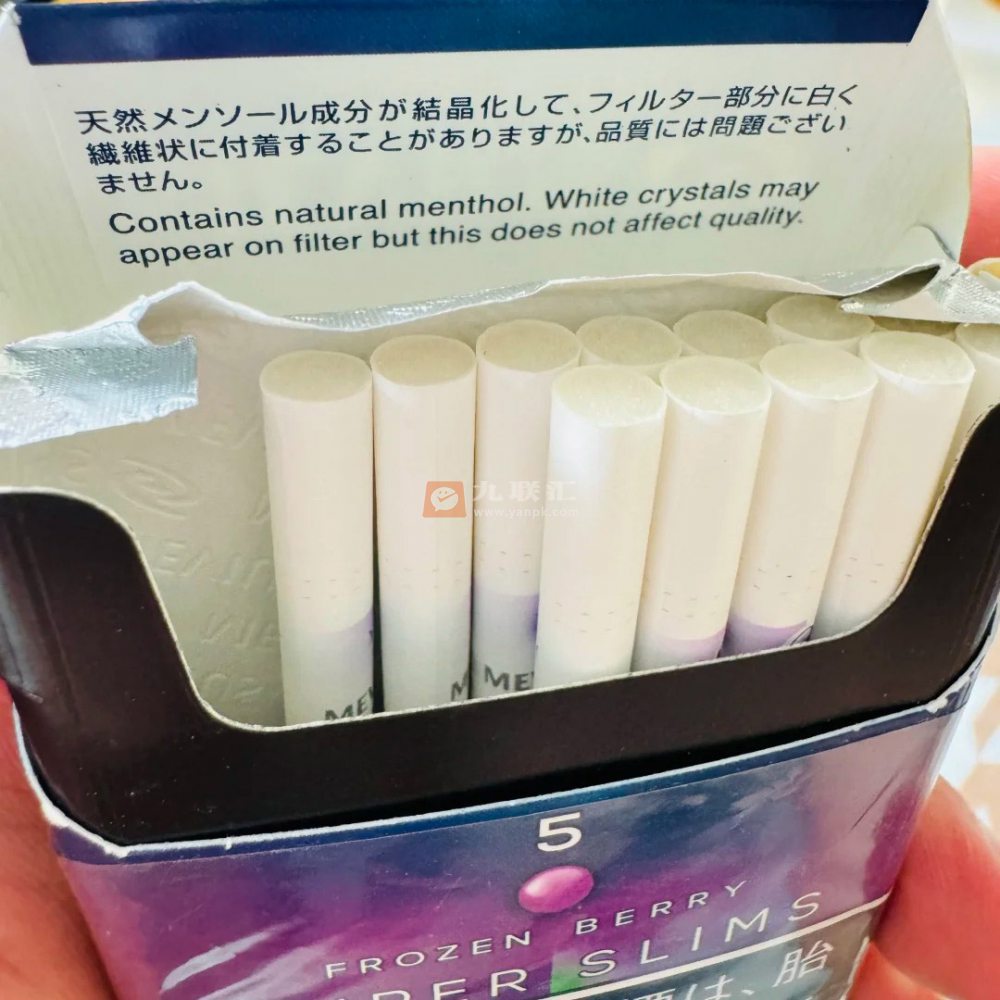 天然メンソール成分が結晶化して、フィルター部分に白く
繊維状に付着することがありますが、品質には問題ござい
ません。
Contains natural menthol. White crystals may
appear on filter but this does not affect quality.
九联汇
www.yanpk.com
5
FROZEN BERRY
SLIMS
は、胎